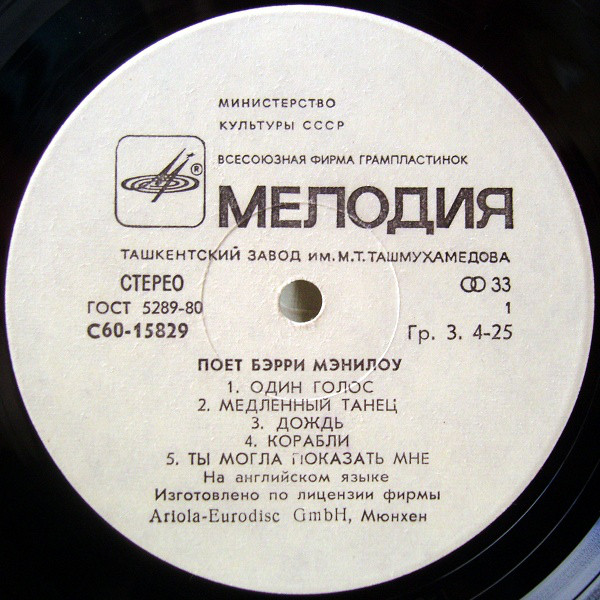 МИНИСТЕРСТВО
КУЛЬТУРЫ СССР
ВСЕСОЮЗНАЯ ФИРМА ГРАМПЛАСТИНОК
®
МЕЛОДИЯ
ТАШКЕНТСКИЙ ЗАВОД ИМ. М. Т. ТАШМУХАМЕДОВА
СТЕРЕО 33
ГОСТ 5289-80 1
С60-15829 Гр. 3. 4-25
ПОЕТ БЭРРИ МЭНИЛОУ
1. ОДИН ГОЛОС
2. МЕДЛЕННЫЙ ТАНЕЦ
3. ДОЖДЬ
4. КОРАБЛИ
5. ТЫ МОГЛА ПОКАЗАТЬ МНЕ
На английском языке
Изготовлено по лицензии фирмы
Ariola-Eurodisc GmbH, Мюнхен